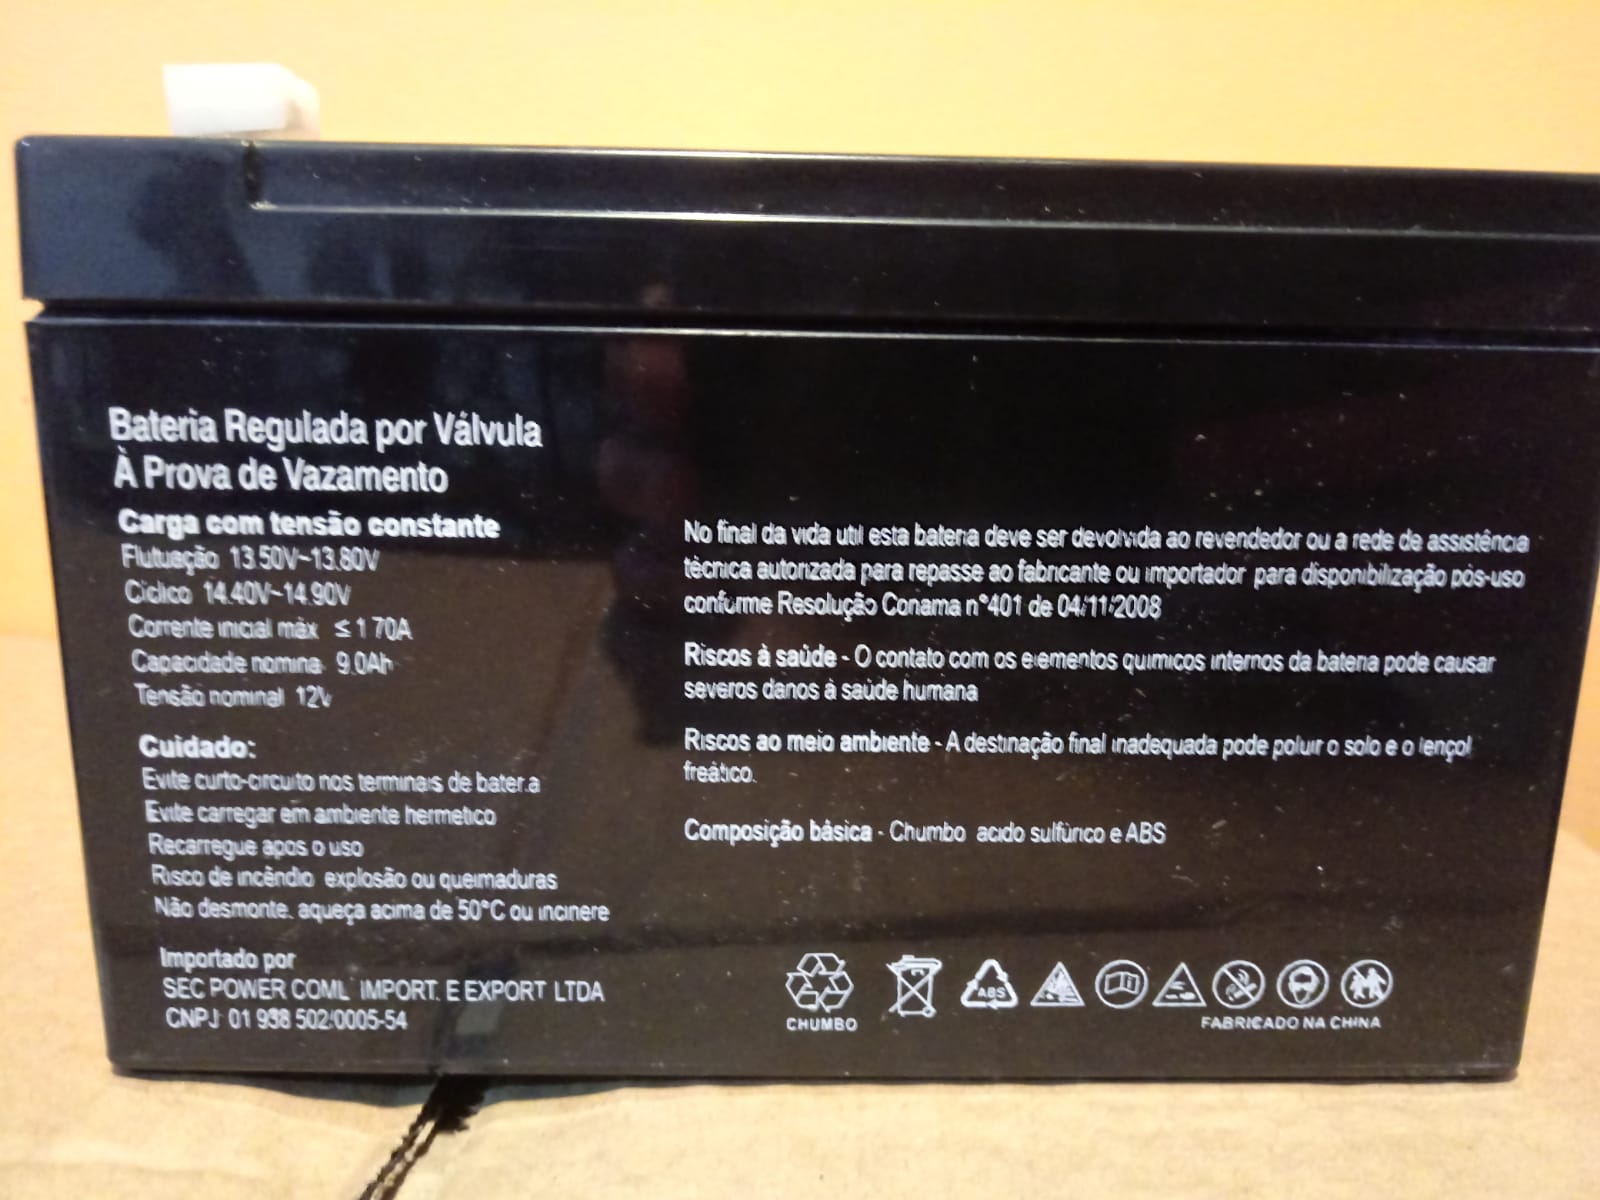 Bateria Regulada por Válvula
À Prova de Vazamento
Carga com tensão constante
Flutuação 13.50V~13.80V
Cíclico 14.40V~14.90V
Corrente inicial máx ≤ 1 70A
Capacidade nominal 9.0Ah
Tensão nominal 12V
Cuidado:
Evite curto-circuito nos terminais de bateria
Evite carregar em ambiente hermetico
Recarregue apos o uso
Risco de incêndio explosão ou queimaduras
Não desmonte, aqueça acima de 50°C ou incinere
Importado por
SEC POWER COML IMPORT. E EXPORT LTDA
CNPJ 01 938 502/0005-54
No final da vida util esta bateria deve ser devolvida ao revendedor ou a rede de assistência
técnica autorizada para repasse ao fabricante ou importador para disponibilização pós-uso
conforme Resolução Conama n°401 de 04/11/2008
Riscos à saúde - O contato com os elementos químicos internos da bateria pode causar
severos danos à saúde humana
Riscos ao meio ambiente - A destinação final inadequada pode poluir o solo e o lençol
freático.
Composição básica - Chumbo acido sulfúrico e ABS
ABS
CHUMBO
FABRICADO NA CHINA